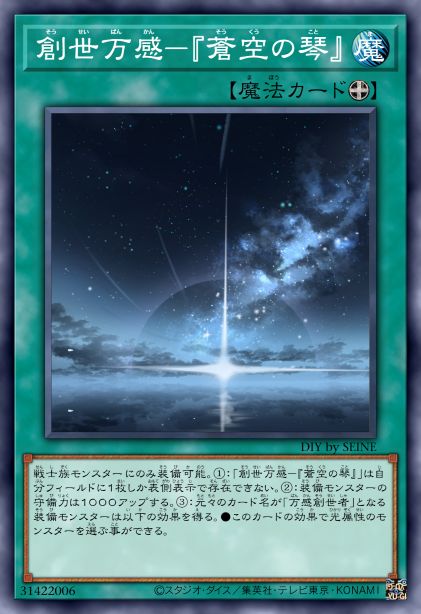 創世万感－『蒼空の琴』 魔
【魔法カード】
DIY by SEINE
戦士族モンスターにのみ装備可能。①：「創世万感－『蒼空の琴』」は自
分フィールドに1枚しか表側表示で存在できない。②：装備モンスターの
守備力は1000アップする。③：元々のカード名が「万感創世者」となる
装備モンスターは以下の効果を得る。●このカードの効果で光属性のモ
ンスターを選ぶ事ができる。
31422006 ©スタジオ・ダイス／集英社・テレビ東京・KONAMI